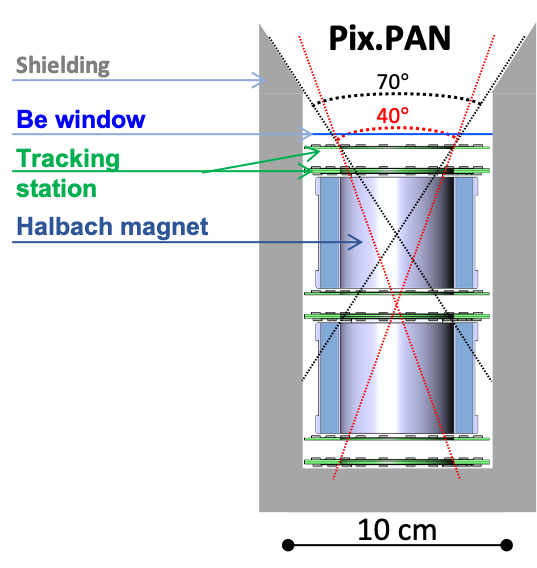 Pix.PAN
Shielding
70°
Be window
40°
Tracking
station
Halbach magnet
10 cm